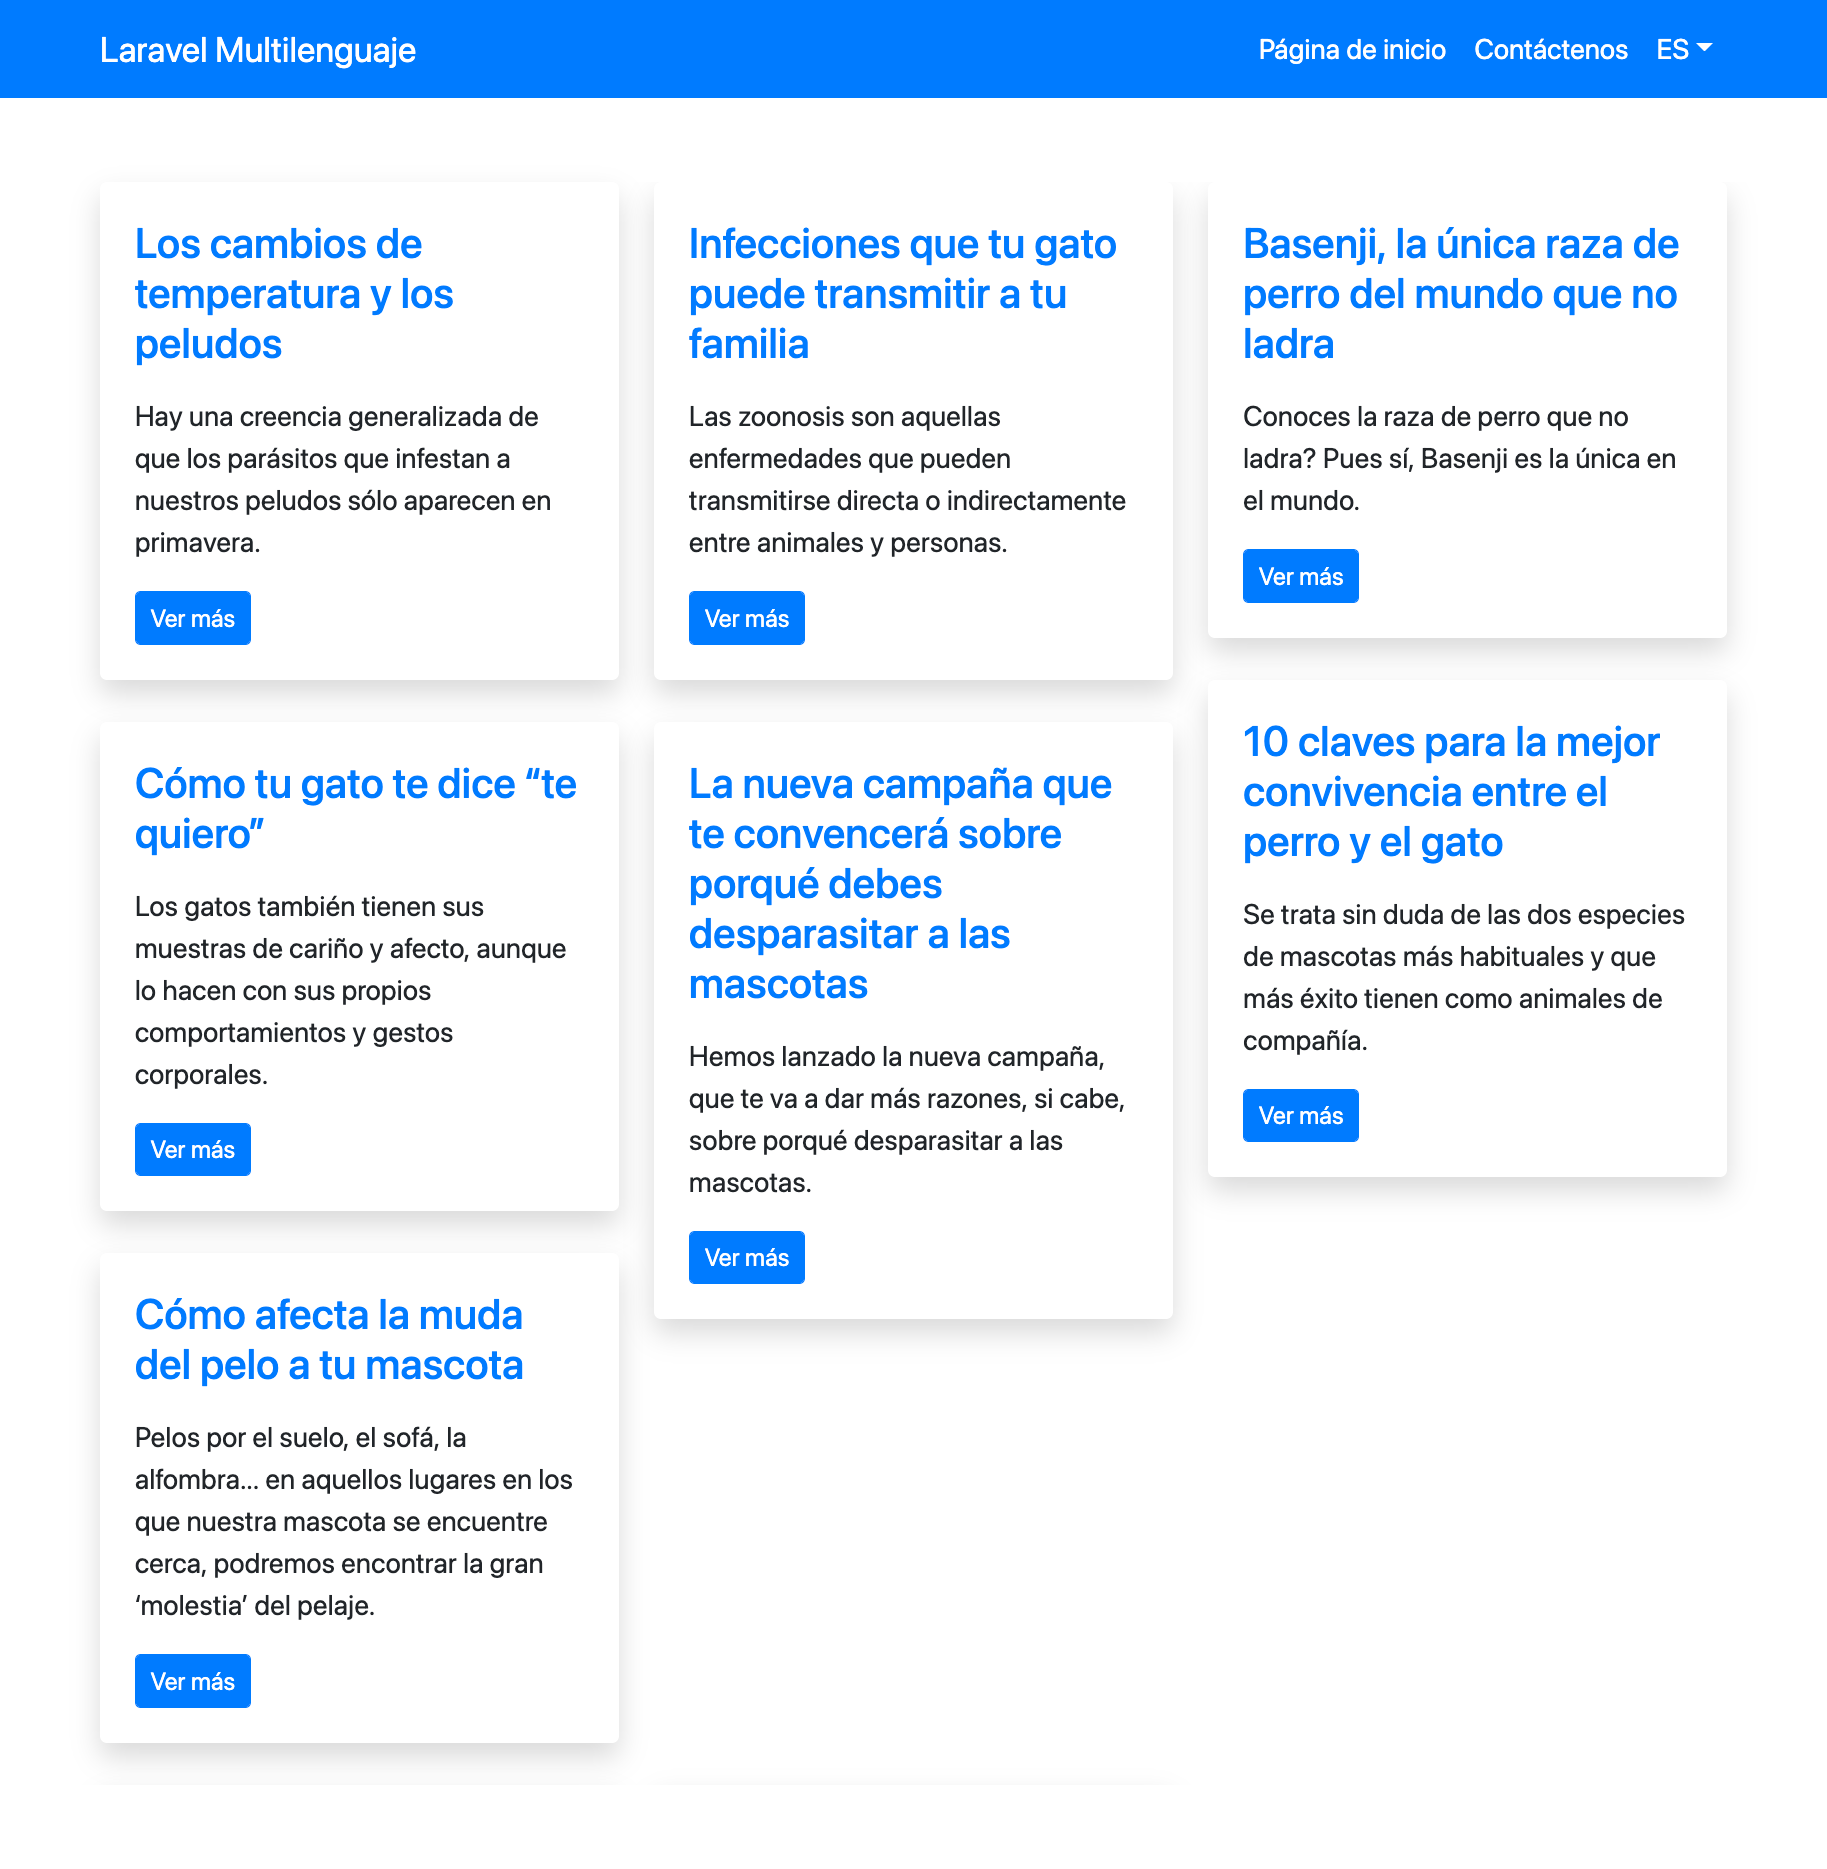 Laravel Multilenguaje
Página de inicio
Contáctenos
ES
Los cambios de
temperatura y los
peludos
Hay una creencia generalizada de
que los parásitos que infestan a
nuestros peludos sólo aparecen en
primavera.
Ver más
Cómo tu gato te dice “te
quiero”
Los gatos también tienen sus
muestras de cariño y afecto, aunque
lo hacen con sus propios
comportamientos y gestos
corporales.
Ver más
Cómo afecta la muda
del pelo a tu mascota
Pelos por el suelo, el sofá, la
alfombra... en aquellos lugares en los
que nuestra mascota se encuentre
cerca, podremos encontrar la gran
‘molestia’ del pelaje.
Ver más
Infecciones que tu gato
puede transmitir a tu
familia
Las zoonosis son aquellas
enfermedades que pueden
transmitirse directa o indirectamente
entre animales y personas.
Ver más
La nueva campaña que
te convencerá sobre
porqué debes
desparasitar a las
mascotas
Hemos lanzado la nueva campaña,
que te va a dar más razones, si cabe,
sobre porqué desparasitar a las
mascotas.
Ver más
Basenji, la única raza de
perro del mundo que no
ladra
Conoces la raza de perro que no
ladra? Pues sí, Basenji es la única en
el mundo.
Ver más
10 claves para la mejor
convivencia entre el
perro y el gato
Se trata sin duda de las dos especies
de mascotas más habituales y que
más éxito tienen como animales de
compañía.
Ver más